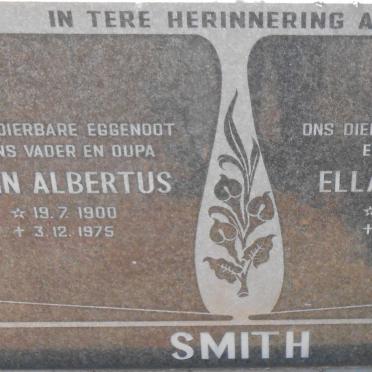 IN TERE HERINNERING A
DIERBARE EGGENOOT
NS VADER EN OUPA
IN ALBERTUS
☆ 19.7.1900
+ 3.12.1975
ONS DIE
E
ELLA
☆
+
SMITH